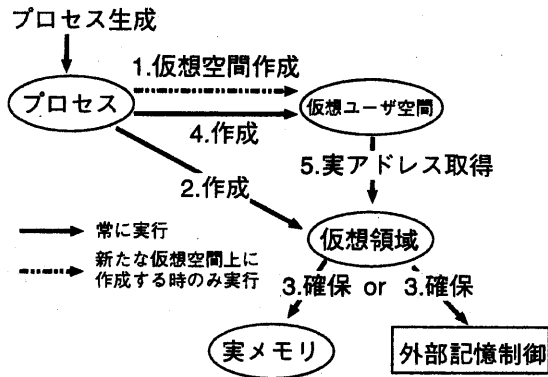 プロセス生成
1.仮想空間作成
プロセス
仮想ユーザ空間
4.作成
5.実アドレス取得
2.作成
常に実行
仮想領域
新たな仮想空間上に
作成する時のみ実行
3.確保 or 3.確保
実メモリ
外部記憶制御